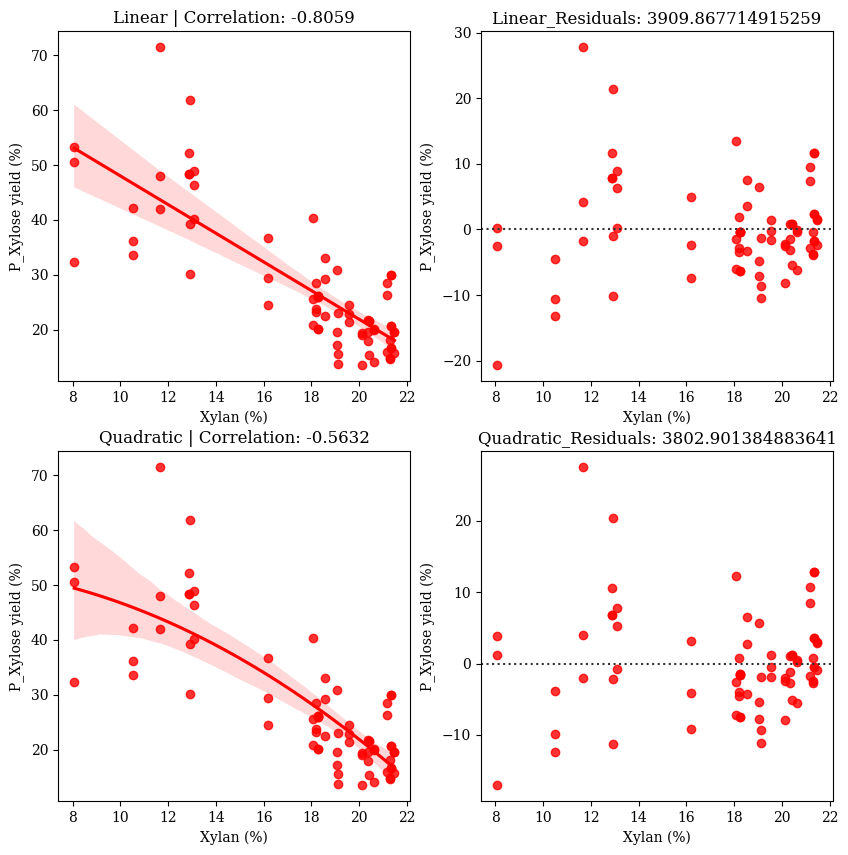 Linear | Correlation: -0.8059
70
60
50
40
30
20
P_Xylose yield (%)
8 10 12 14 16 18 20 22
Xylan (%)
Linear_Residuals: 3909.867714915259
30
20
10
0
−10
−20
P_Xylose yield (%)
8 10 12 14 16 18 20 22
Xylan (%)
Quadratic | Correlation: -0.5632
70
60
50
40
30
20
P_Xylose yield (%)
8 10 12 14 16 18 20 22
Xylan (%)
Quadratic_Residuals: 3802.901384883641
20
10
0
−10
P_Xylose yield (%)
8 10 12 14 16 18 20 22
Xylan (%)